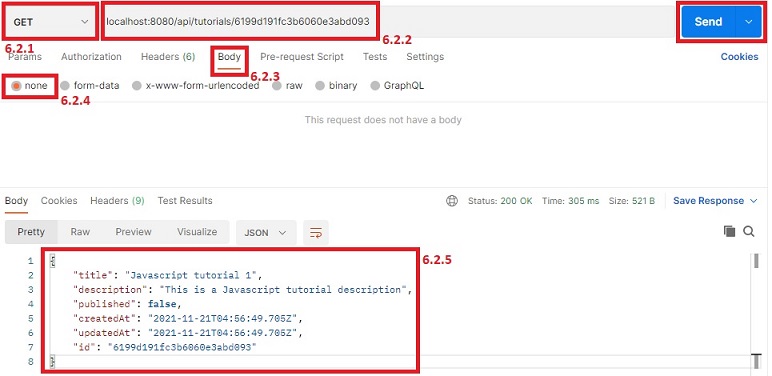 GET localhost:8080/api/tutorials/6199d191fc3b6060e3abd093 Send
6.2.1 6.2.2
Params Authorization Headers (6) Body Pre-request Script Tests Settings Cookies
6.2.3
none form-data x-www-form-urlencoded raw binary GraphQL
6.2.4
This request does not have a body
Body Cookies Headers (9) Test Results Status: 200 OK Time: 305 ms Size: 521 B Save Response
Pretty Raw Preview Visualize JSON
6.2.5
1 {
2 "title": "Javascript tutorial 1",
3 "description": "This is a Javascript tutorial description",
4 "published": false,
5 "createdAt": "2021-11-21T04:56:49.705Z",
6 "updatedAt": "2021-11-21T04:56:49.705Z",
7 "id": "6199d191fc3b6060e3abd093"
8 }